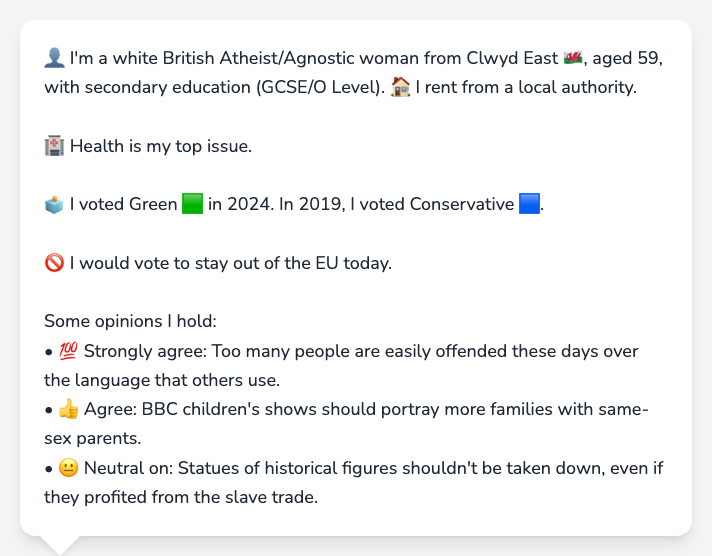 👤 I'm a white British Atheist/Agnostic woman from Clwyd East 🏴󠁧󠁢󠁷󠁬󠁳󠁿, aged 59,
with secondary education (GCSE/O Level). 🏠 I rent from a local authority.
🏥 Health is my top issue.
🗳️ I voted Green 🟩 in 2024. In 2019, I voted Conservative 🟦.
🚫 I would vote to stay out of the EU today.
Some opinions I hold:
• 💯 Strongly agree: Too many people are easily offended these days over
the language that others use.
• 👍 Agree: BBC children's shows should portray more families with same-
sex parents.
• 😐 Neutral on: Statues of historical figures shouldn't be taken down, even if
they profited from the slave trade.